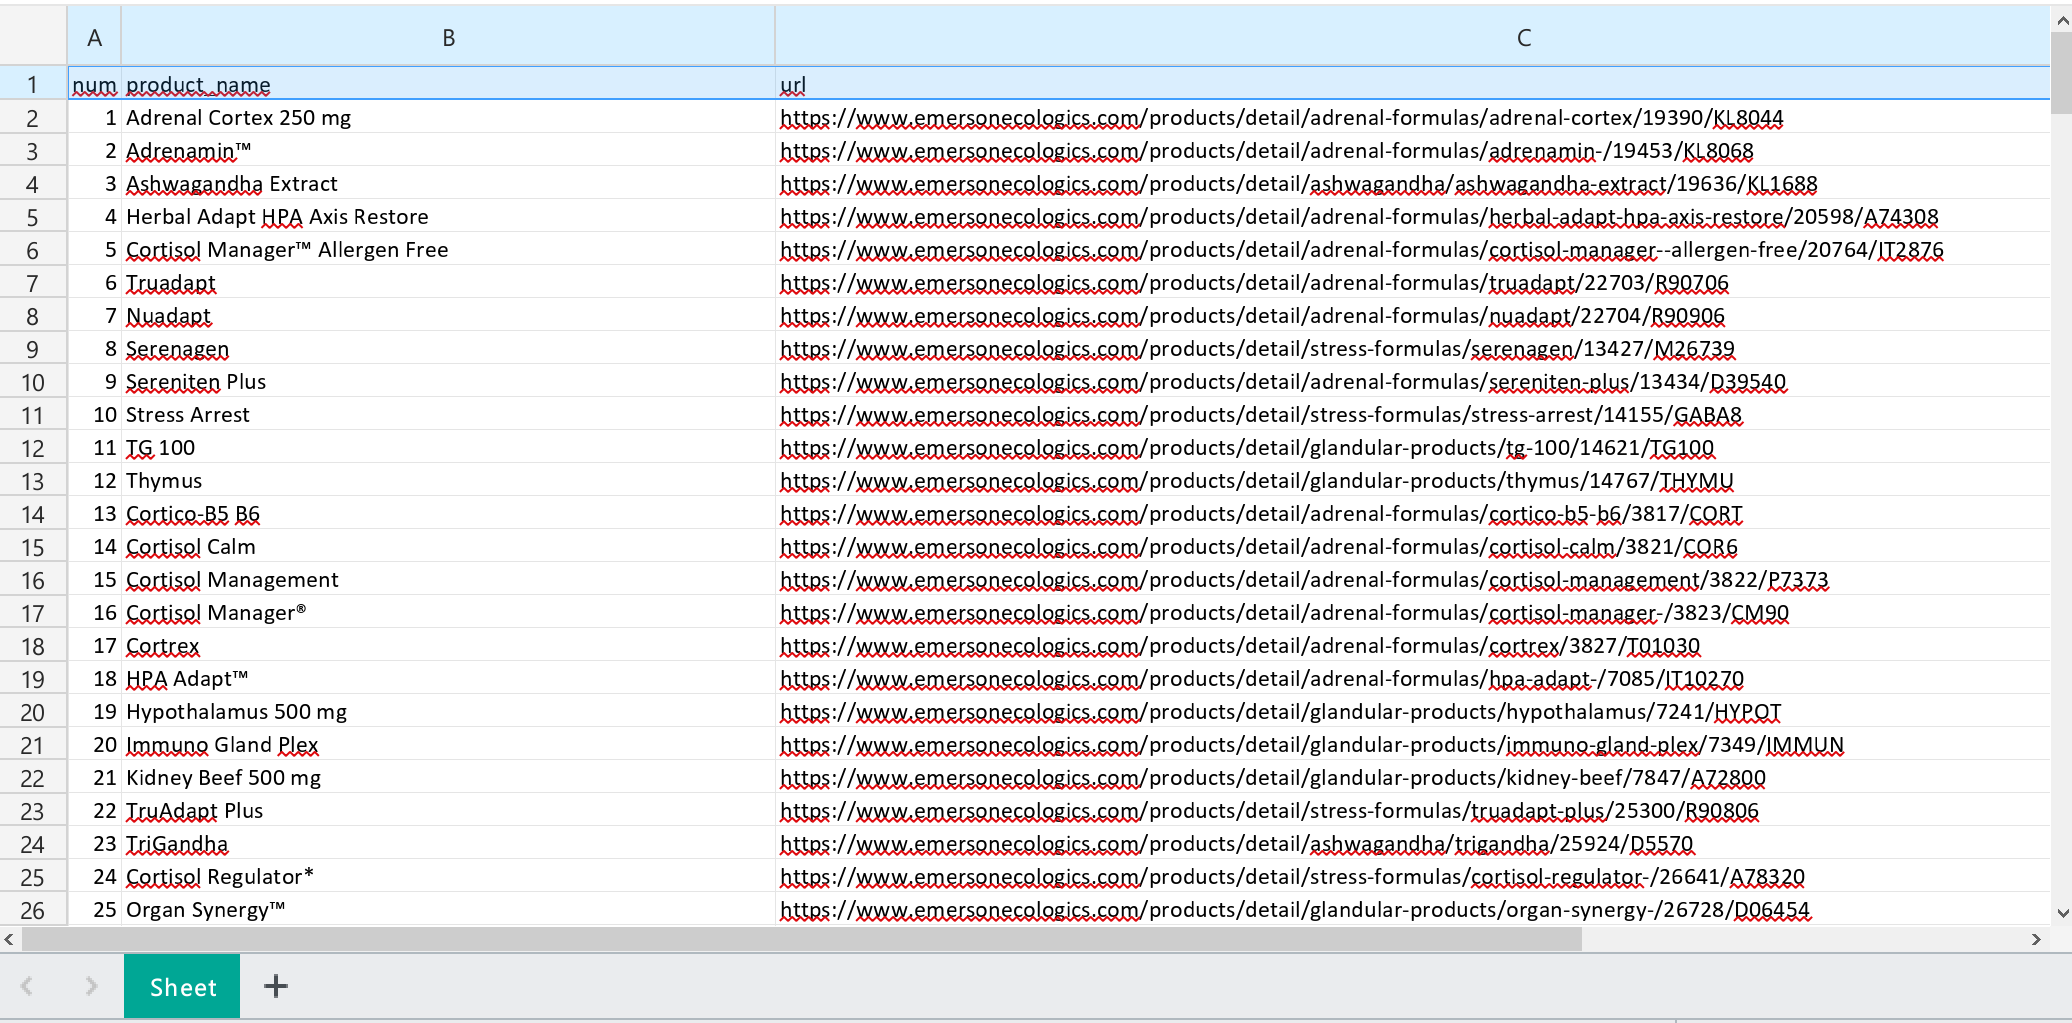 A B C
1 num product_name url
2 1 Adrenal Cortex 250 mg https://www.emersonecologics.com/products/detail/adrenal-formulas/adrenal-cortex/19390/KL8044
3 2 Adrenamin™ https://www.emersonecologics.com/products/detail/adrenal-formulas/adrenamin-/19453/KL8068
4 3 Ashwagandha Extract https://www.emersonecologics.com/products/detail/ashwagandha/ashwagandha-extract/19636/KL1688
5 4 Herbal Adapt HPA Axis Restore https://www.emersonecologics.com/products/detail/adrenal-formulas/herbal-adapt-hpa-axis-restore/20598/A74308
6 5 Cortisol Manager™ Allergen Free https://www.emersonecologics.com/products/detail/adrenal-formulas/cortisol-manager--allergen-free/20764/IT2876
7 6 Truadapt https://www.emersonecologics.com/products/detail/adrenal-formulas/truadapt/22703/R90706
8 7 Nuadapt https://www.emersonecologics.com/products/detail/adrenal-formulas/nuadapt/22704/R90906
9 8 Serenagen https://www.emersonecologics.com/products/detail/stress-formulas/serenagen/13427/M26739
10 9 Sereniten Plus https://www.emersonecologics.com/products/detail/adrenal-formulas/sereniten-plus/13434/D39540
11 10 Stress Arrest https://www.emersonecologics.com/products/detail/stress-formulas/stress-arrest/14155/GABA8
12 11 TG 100 https://www.emersonecologics.com/products/detail/glandular-products/tg-100/14621/TG100
13 12 Thymus https://www.emersonecologics.com/products/detail/glandular-products/thymus/14767/THYMU
14 13 Cortico-B5 B6 https://www.emersonecologics.com/products/detail/adrenal-formulas/cortico-b5-b6/3817/CORT
15 14 Cortisol Calm https://www.emersonecologics.com/products/detail/adrenal-formulas/cortisol-calm/3821/COR6
16 15 Cortisol Management https://www.emersonecologics.com/products/detail/adrenal-formulas/cortisol-management/3822/P7373
17 16 Cortisol Manager® https://www.emersonecologics.com/products/detail/adrenal-formulas/cortisol-manager-/3823/CM90
18 17 Cortrex https://www.emersonecologics.com/products/detail/adrenal-formulas/cortrex/3827/T01030
19 18 HPA Adapt™ https://www.emersonecologics.com/products/detail/adrenal-formulas/hpa-adapt-/7085/IT10270
20 19 Hypothalamus 500 mg https://www.emersonecologics.com/products/detail/glandular-products/hypothalamus/7241/HYPOT
21 20 Immuno Gland Plex https://www.emersonecologics.com/products/detail/glandular-products/immuno-gland-plex/7349/IMMUN
22 21 Kidney Beef 500 mg https://www.emersonecologics.com/products/detail/glandular-products/kidney-beef/7847/A72800
23 22 TruAdapt Plus https://www.emersonecologics.com/products/detail/stress-formulas/truadapt-plus/25300/R90806
24 23 TriGandha https://www.emersonecologics.com/products/detail/ashwagandha/trigandha/25924/D5570
25 24 Cortisol Regulator* https://www.emersonecologics.com/products/detail/stress-formulas/cortisol-regulator-/26641/A78320
26 25 Organ Synergy™ https://www.emersonecologics.com/products/detail/glandular-products/organ-synergy-/26728/D06454
Sheet